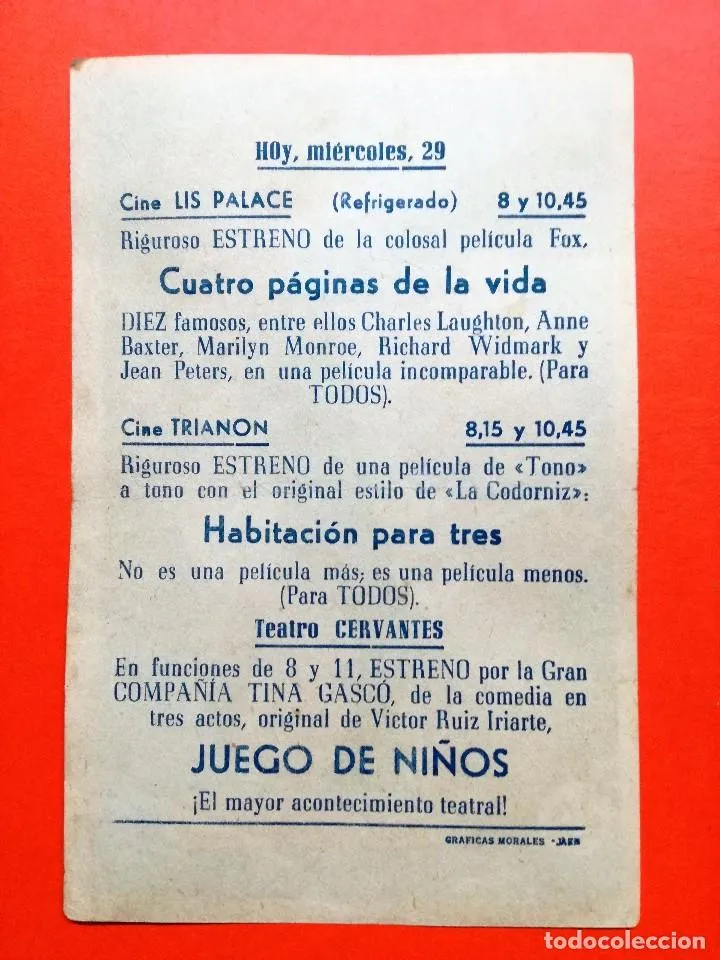 HOy, miércoles, 29
Cine LIS PALACE (Refrigerado) 8 y 10,45
Riguroso ESTRENO de la colosal película Fox,
Cuatro páginas de la vida
DIEZ famosos, entre ellos Charles Laughton, Anne
Baxter, Marilyn Monroe, Richard Widmark y
Jean Peters, en una película incomparable. (Para
TODOS).
Cine TRIANON 8,15 y 10,45
Riguroso ESTRENO de una película de «Tono»
a tono con el original estilo de «La Codorniz»:
Habitación para tres
No es una película más; es una película menos.
(Para TODOS).
Teatro CERVANTES
En funciones de 8 y 11, ESTRENO por la Gran
COMPAÑÍA TINA GASCÓ, de la comedia en
tres actos, original de Víctor Ruiz Iriarte,
JUEGO DE NIÑOS
¡El mayor acontecimiento teatral!
GRAFICAS MORALES -JAEN
todocoleccion